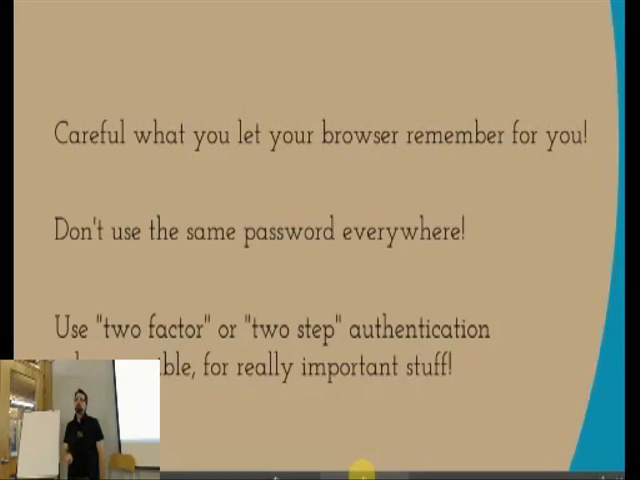 Careful what you let your browser remember for you!
Don't use the same password everywhere!
Use "two factor" or "two step" authentication
for really important stuff!